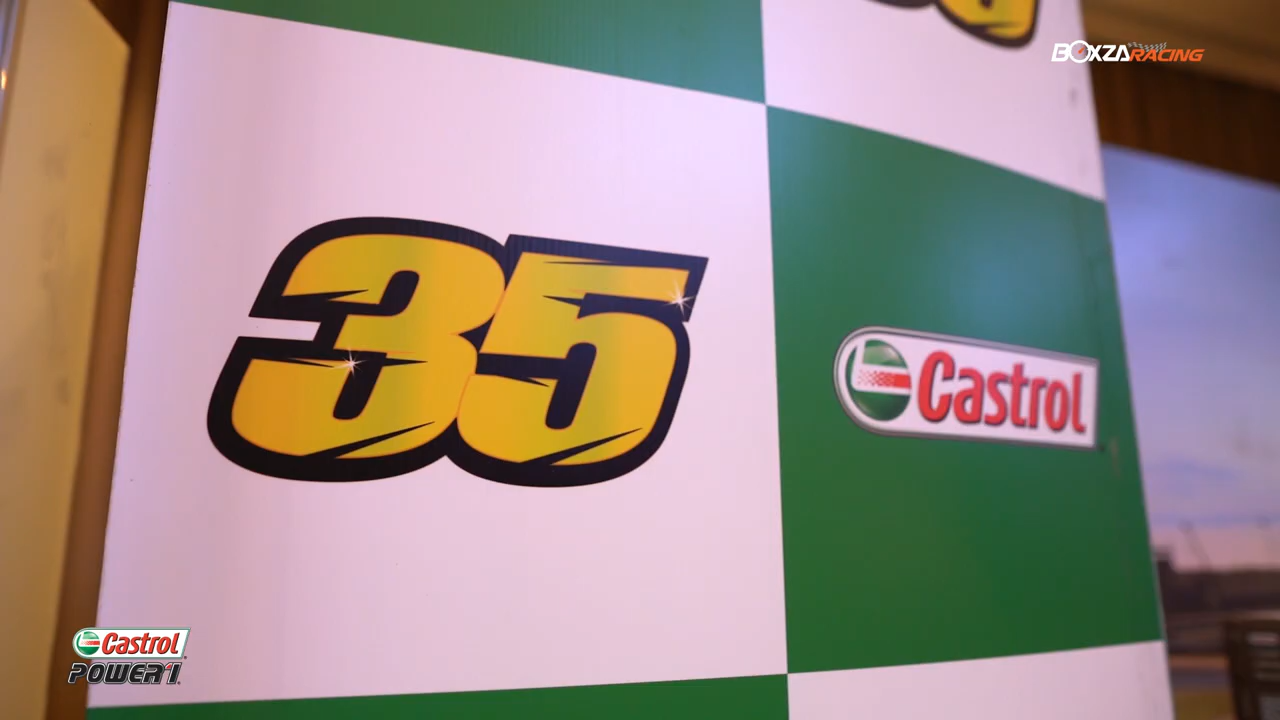 BOXZA RACING
35
Castrol
Castrol
POWER1